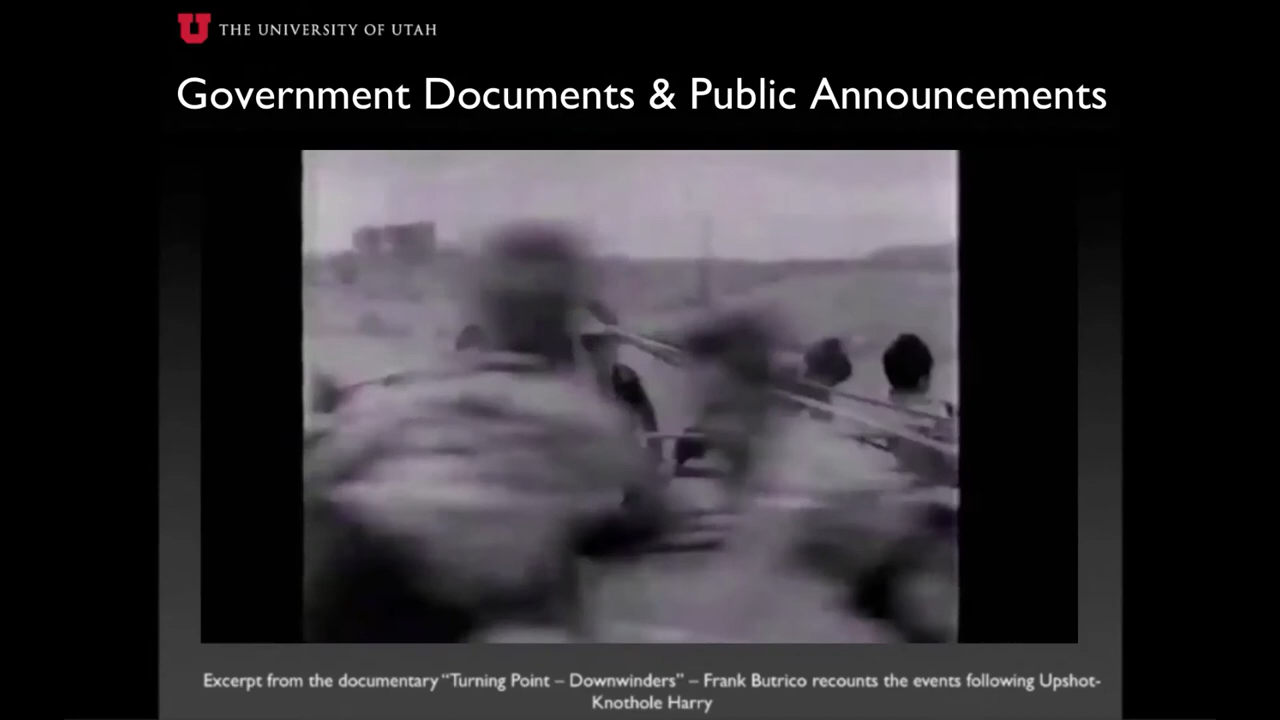 THE UNIVERSITY OF UTAH
Government Documents & Public Announcements
Excerpt from the documentary “Turning Point – Downwinders” – Frank Butrico recounts the events following Upshot-
Knothole Harry